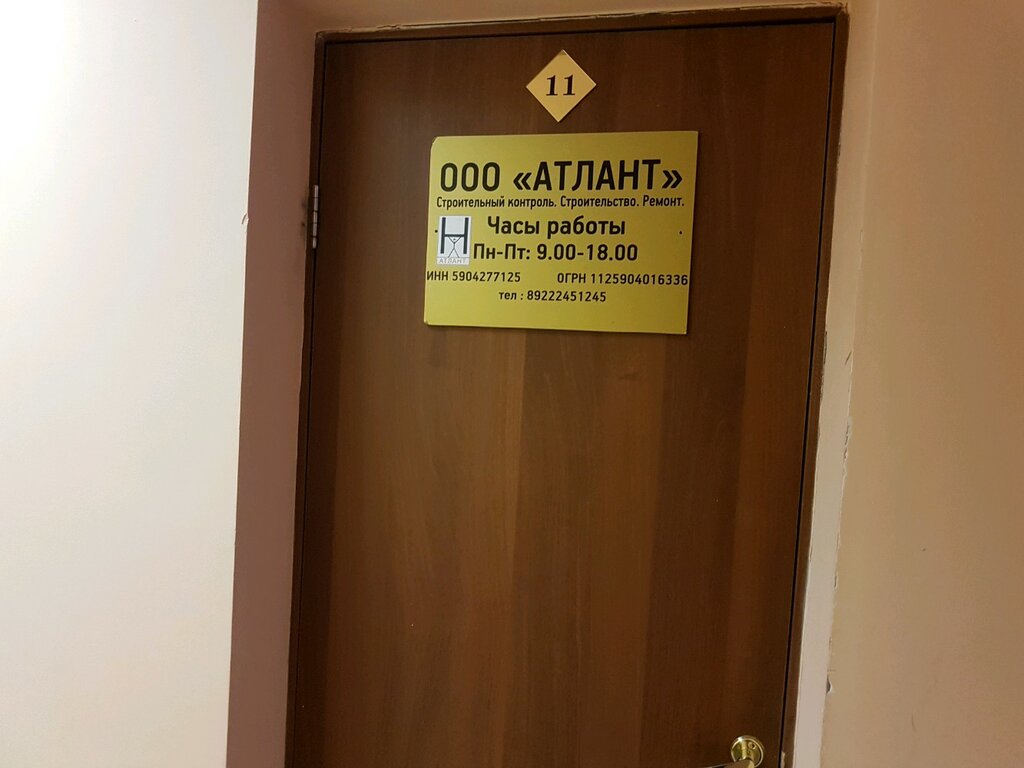 11
ООО «АТЛАНТ»
Строительный контроль. Строительство. Ремонт.
Часы работы
Пн-Пт: 9.00-18.00
АТЛАНТ
ИНН 5904277125 ОГРН 1125904016336
тел : 89222451245